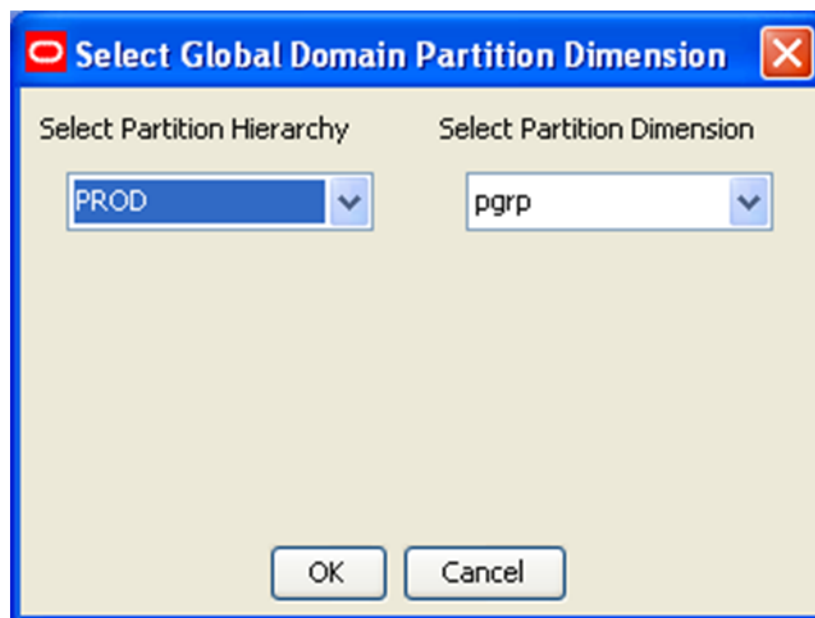 Select Global Domain Partition Dimension
Select Partition Hierarchy Select Partition Dimension
PROD pgrp
OK Cancel